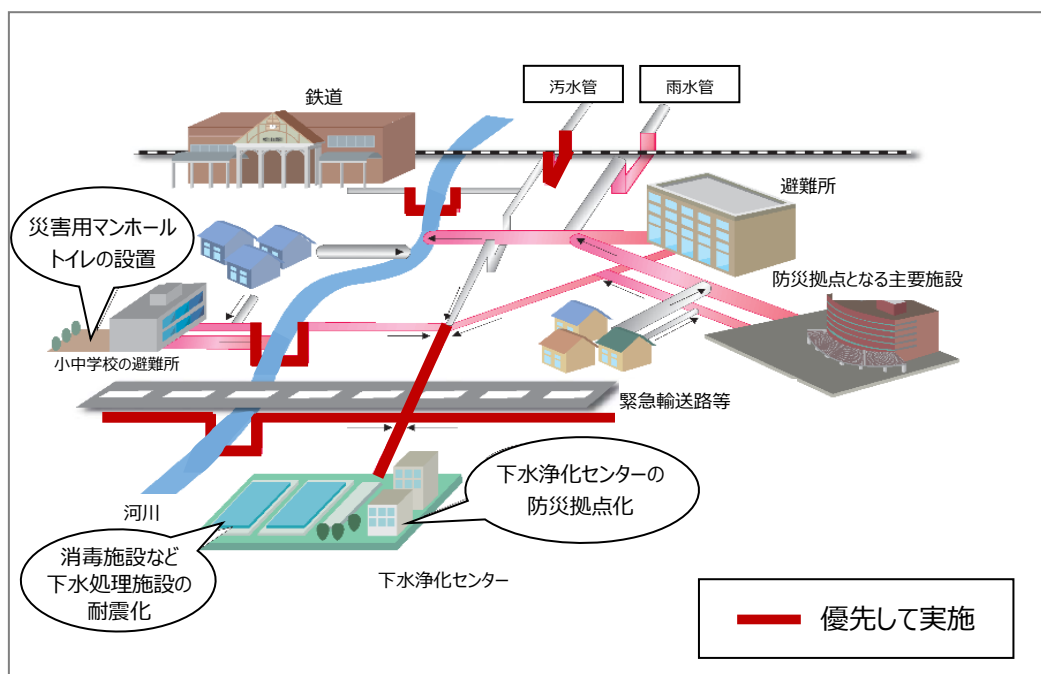 汚水管
雨水管
鉄道
避難所
災害用マンホール
トイレの設置
防災拠点となる主要施設
小中学校の避難所
緊急輸送路等
下水浄化センターの
防災拠点化
河川
消毒施設など
下水処理施設の
耐震化
下水浄化センター
優先して実施